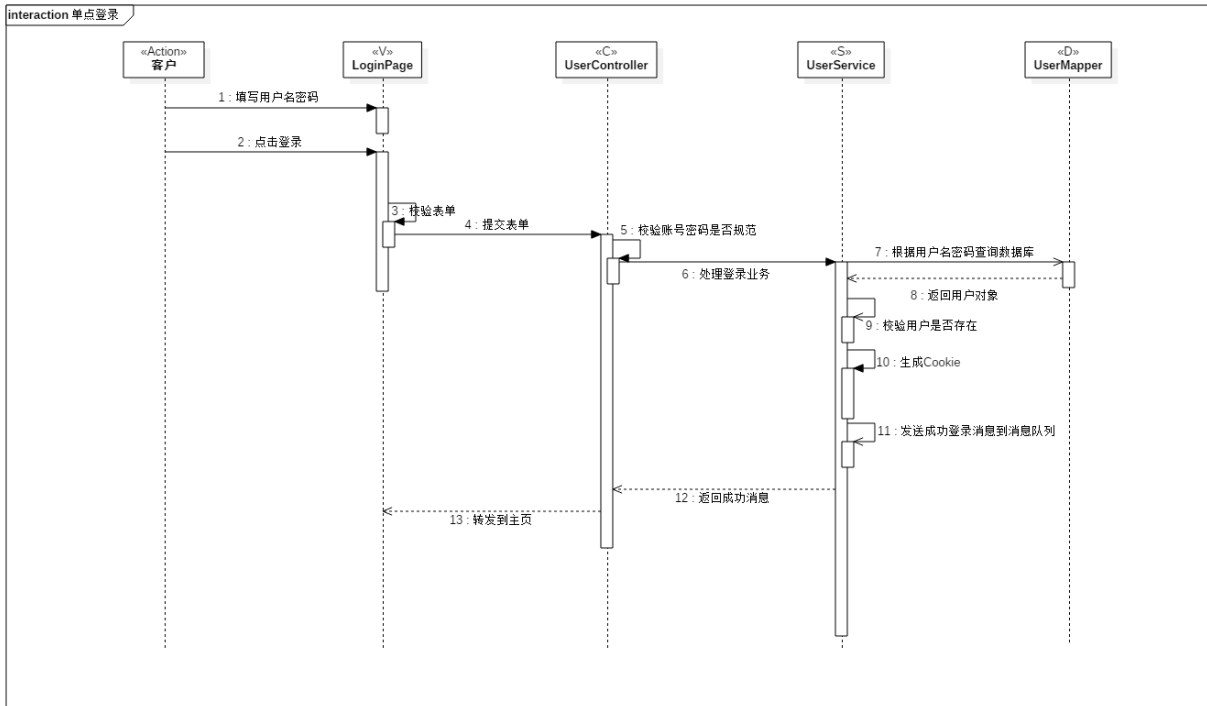 interaction 单点登录
«Action»
客户
«V»
LoginPage
«C»
UserController
«S»
UserService
«D»
UserMapper
1 : 填写用户名密码
2 : 点击登录
3 : 校验表单
4 : 提交表单
5 : 校验账号密码是否规范
6 : 处理登录业务
7 : 根据用户名密码查询数据库
8 : 返回用户对象
9 : 校验用户是否存在
10 : 生成Cookie
11 : 发送成功登录消息到消息队列
12 : 返回成功消息
13 : 转发到主页